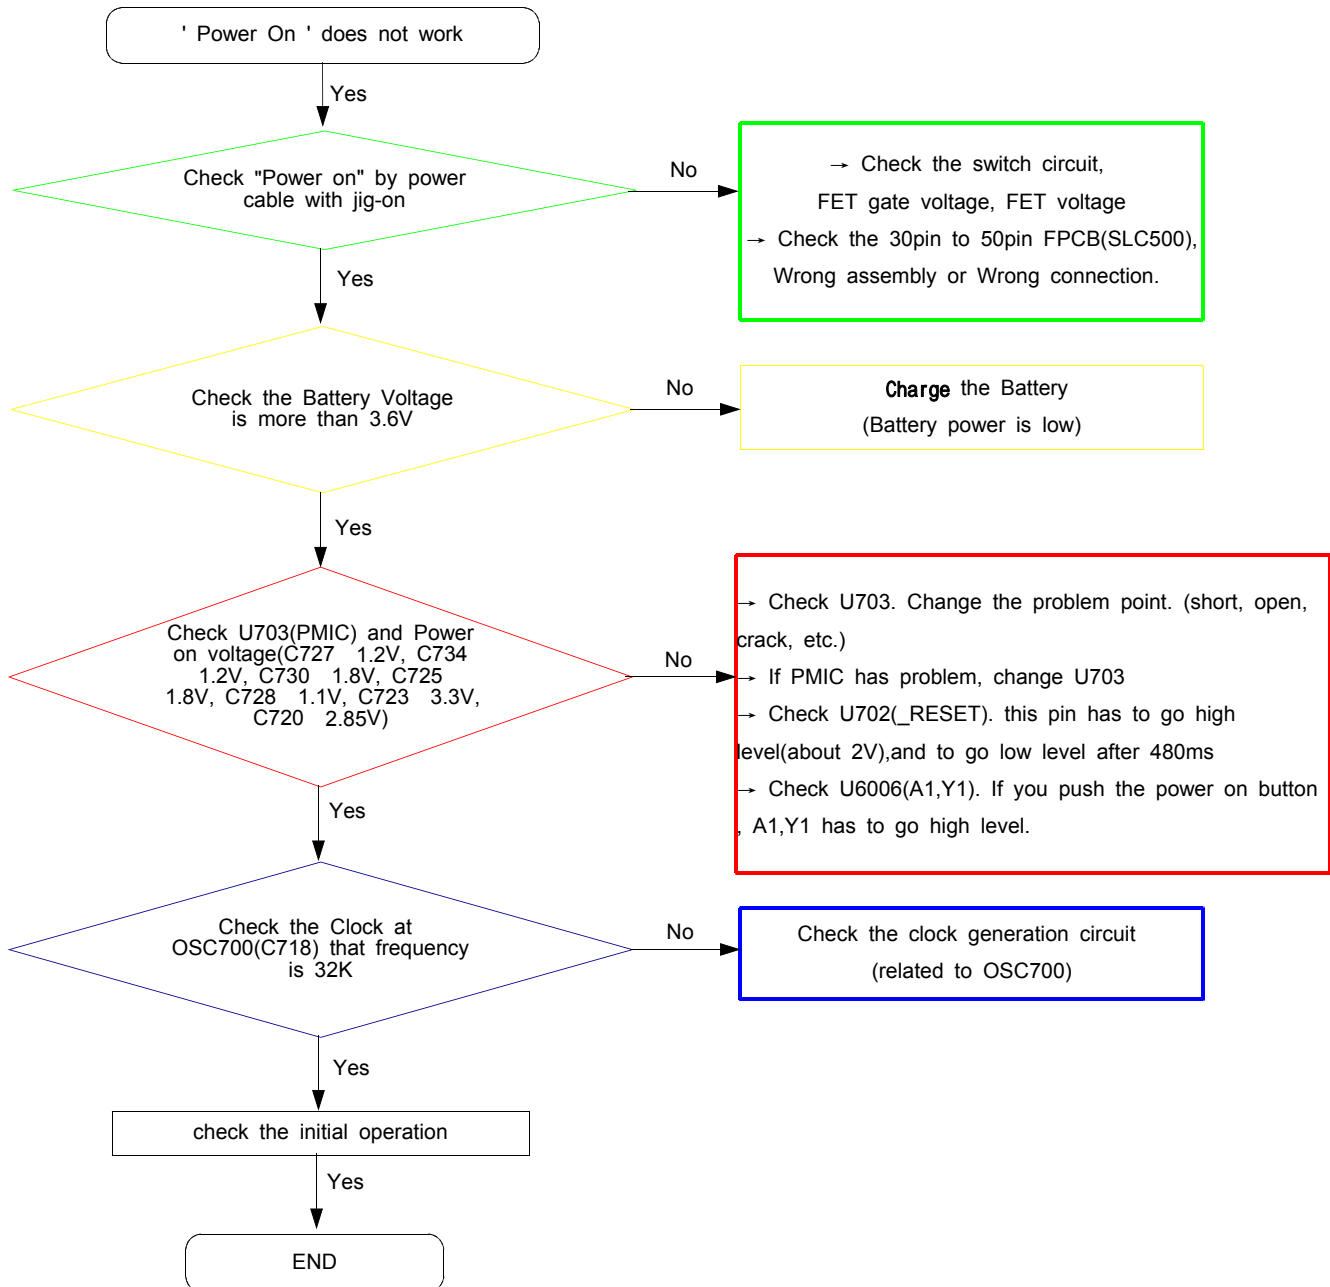 ' Power On ' does not work
Yes
Check "Power on" by power
cable with jig-on
No
→ Check the switch circuit,
FET gate voltage, FET voltage
→ Check the 30pin to 50pin FPCB(SLC500),
Wrong assembly or Wrong connection.
Yes
Check the Battery Voltage
is more than 3.6V
No
Charge the Battery
(Battery power is low)
Yes
Check U703(PMIC) and Power
on voltage(C727 1.2V, C734
1.2V, C730 1.8V, C725
1.8V, C728 1.1V, C723 3.3V,
C720 2.85V)
No
→ Check U703. Change the problem point. (short, open,
crack, etc.)
→ If PMIC has problem, change U703
→ Check U702(_RESET). this pin has to go high
level(about 2V),and to go low level after 480ms
→ Check U6006(A1,Y1). If you push the power on button
, A1,Y1 has to go high level.
Yes
Check the Clock at
OSC700(C718) that frequency
is 32K
No
Check the clock generation circuit
(related to OSC700)
Yes
check the initial operation
Yes
END